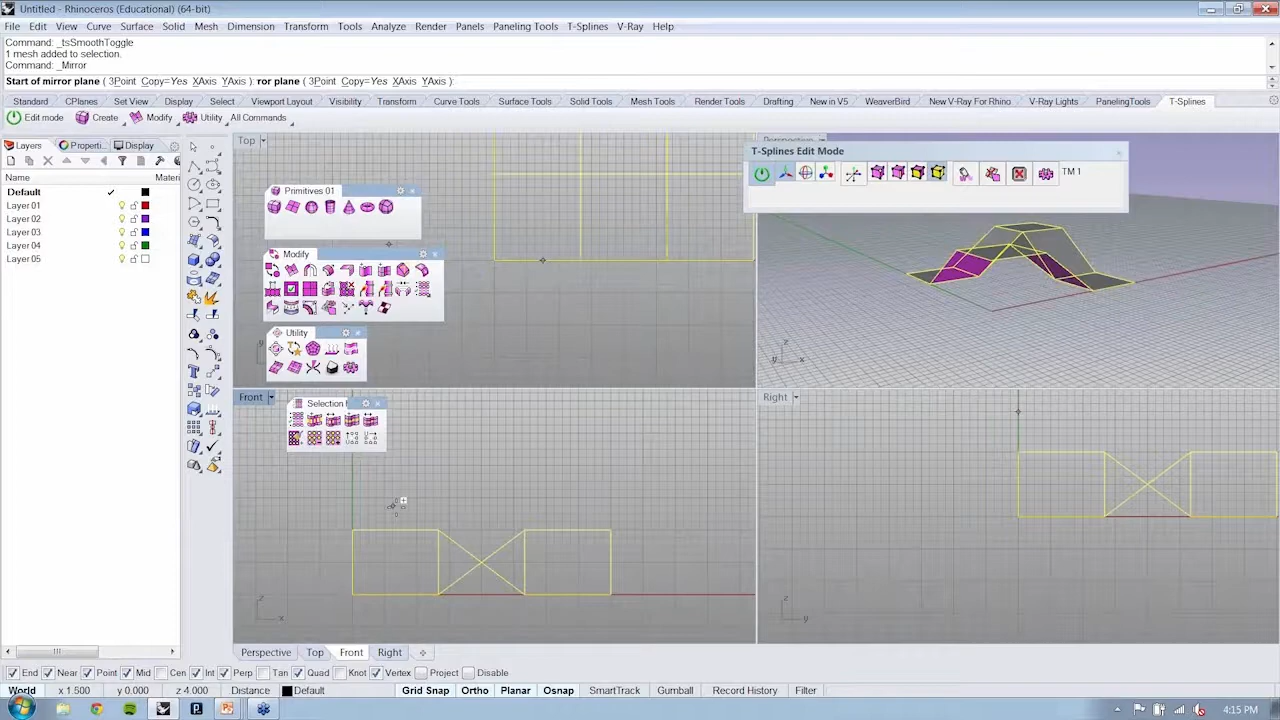 Untitled - Rhinoceros (Educational) (64-bit)
File Edit View Curve Surface Solid Mesh Dimension Transform Tools Analyze Render Panels Paneling Tools T-Splines V-Ray Help
Command: _tsSmoothToggle
1 mesh added to selection.
Command: _Mirror
Start of mirror plane ( 3Point Copy=Yes XAxis YAxis ): ror plane ( 3Point Copy=Yes XAxis YAxis ):
Standard CPlanes Set View Display Select Viewport Layout Visibility Transform Curve Tools Surface Tools Solid Tools Mesh Tools Render Tools Drafting New in V5 WeaverBird New V-Ray For Rhino V-Ray Lights PanelingTools T-Splines
Edit mode Create Modify Utility All Commands
Layers Properti... Display
Name Materi
Default
Layer 01
Layer 02
Layer 03
Layer 04
Layer 05
Top
T-Splines Edit Mode
TM 1
Primitives 01
Modify
Utility
z
y x
Front
Selection
Right
z
x
z
y
Perspective Top Front Right
End Near Point Mid Cen Int Perp Tan Quad Knot Vertex Project Disable
World x 1.500 y 0.000 z 4.000 Distance Default Grid Snap Ortho Planar Osnap SmartTrack Gumball Record History Filter
4:15 PM